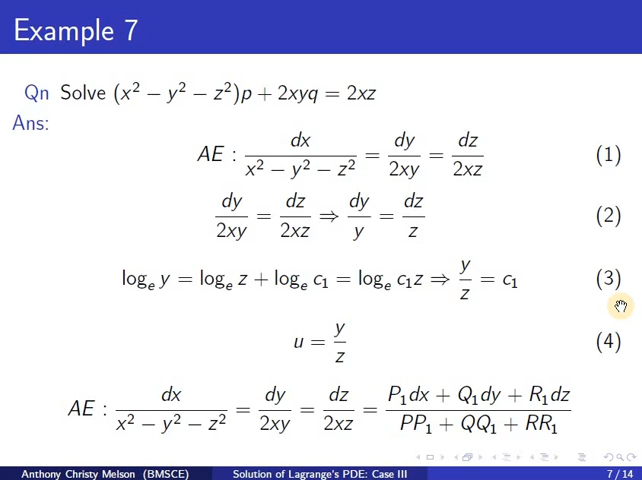 Example 7
Qn Solve (x² − y² − z²)p + 2xyq = 2xz
Ans:
AE : dx/(x² − y² − z²) = dy/2xy = dz/2xz (1)
dy/2xy = dz/2xz ⇒ dy/y = dz/z (2)
logₑ y = logₑ z + logₑ c₁ = logₑ c₁z ⇒ y/z = c₁ (3)
u = y/z (4)
AE : dx/(x² − y² − z²) = dy/2xy = dz/2xz = (P₁dx + Q₁dy + R₁dz)/(PP₁ + QQ₁ + RR₁)
Anthony Christy Melson (BMSCE) Solution of Lagrange's PDE: Case III 7 / 14